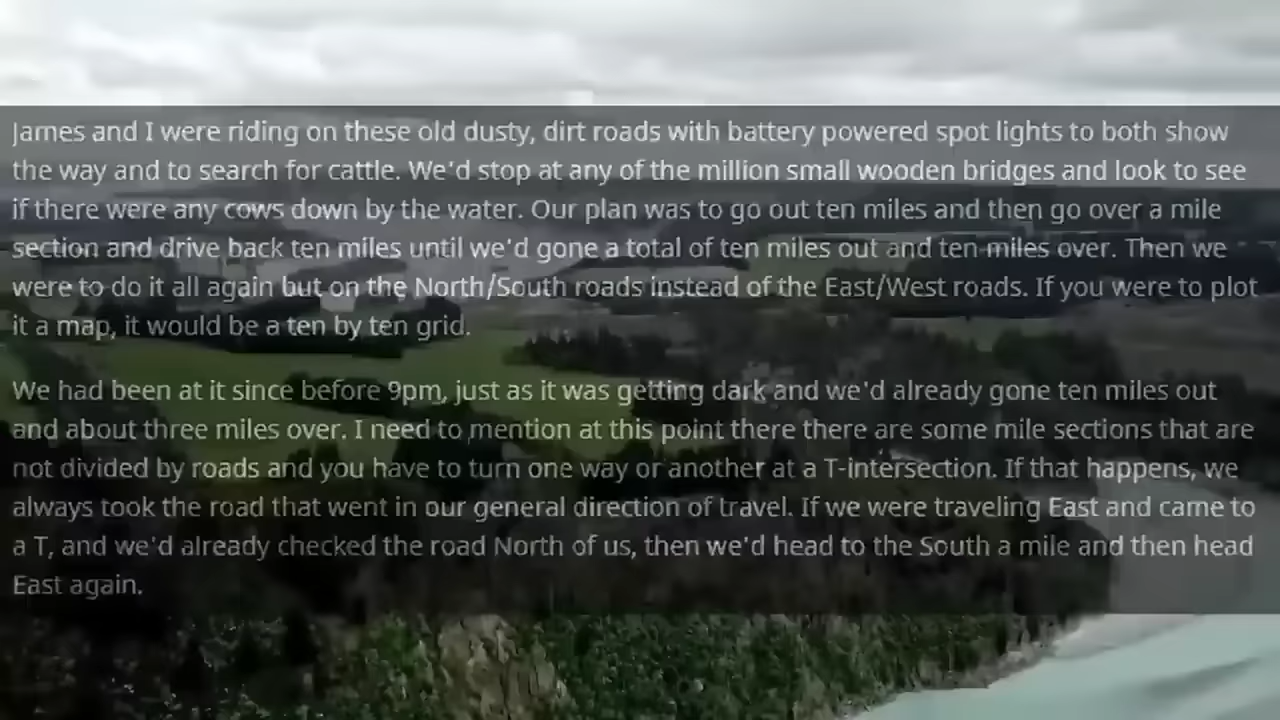 James and I were riding on these old dusty, dirt roads with battery powered spot lights to both show
the way and to search for cattle. We'd stop at any of the million small wooden bridges and look to see
if there were any cows down by the water. Our plan was to go out ten miles and then go over a mile
section and drive back ten miles until we'd gone a total of ten miles out and ten miles over. Then we
were to do it all again but on the North/South roads instead of the East/West roads. If you were to plot
it a map, it would be a ten by ten grid.
We had been at it since before 9pm, just as it was getting dark and we'd already gone ten miles out
and about three miles over. I need to mention at this point there there are some mile sections that are
not divided by roads and you have to turn one way or another at a T-intersection. If that happens, we
always took the road that went in our general direction of travel. If we were traveling East and came to
a T, and we'd already checked the road North of us, then we'd head to the South a mile and then head
East again.